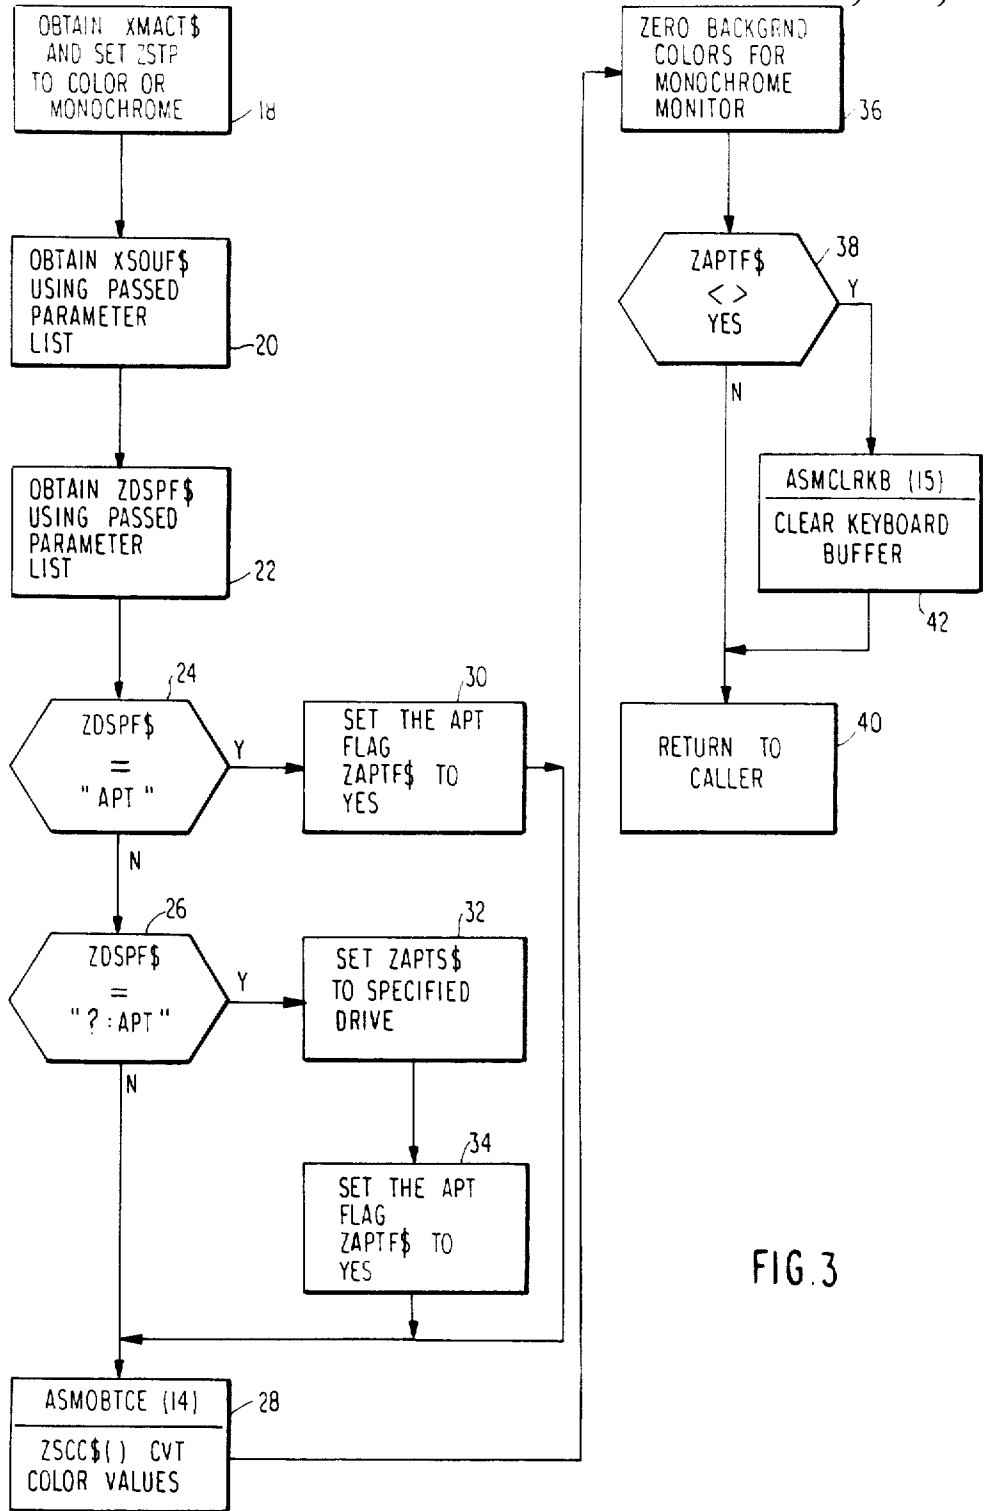 OBTAIN XMACT$
AND SET ZSTP
TO COLOR OR
MONOCHROME
18
OBTAIN XSOUF$
USING PASSED
PARAMETER
LIST
20
OBTAIN ZDSPF$
USING PASSED
PARAMETER
LIST
22
24
ZDSPF$
=
"APT"
Y
N
30
SET THE APT
FLAG
ZAPTF$ TO
YES
26
ZDSPF$
=
"?:APT"
Y
N
32
SET ZAPTS$
TO SPECIFIED
DRIVE
34
SET THE APT
FLAG
ZAPTF$ TO
YES
ASMOBTCE (14)
28
ZSCC$() CVT
COLOR VALUES
ZERO BACKGRND
COLORS FOR
MONOCHROME
MONITOR
36
38
ZAPTF$
<>
YES
Y
N
ASMCLRKB (15)
CLEAR KEYBOARD
BUFFER
42
40
RETURN TO
CALLER
FIG.3